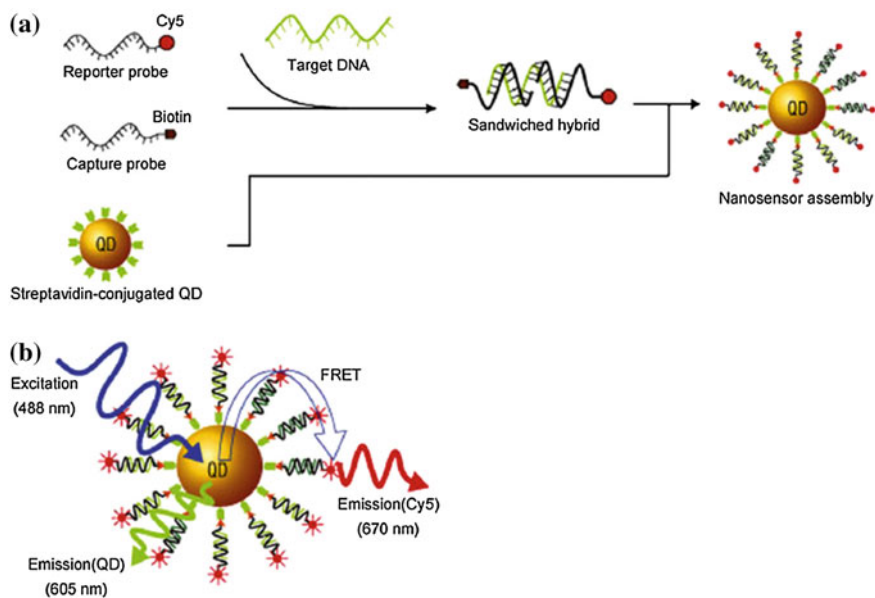 (a)
Cy5
Reporter probe
Target DNA
Biotin
Capture probe
Sandwiched hybrid
QD
Nanosensor assembly
QD
Streptavidin-conjugated QD
(b)
Excitation
(488 nm)
FRET
QD
Emission(Cy5)
(670 nm)
Emission(QD)
(605 nm)